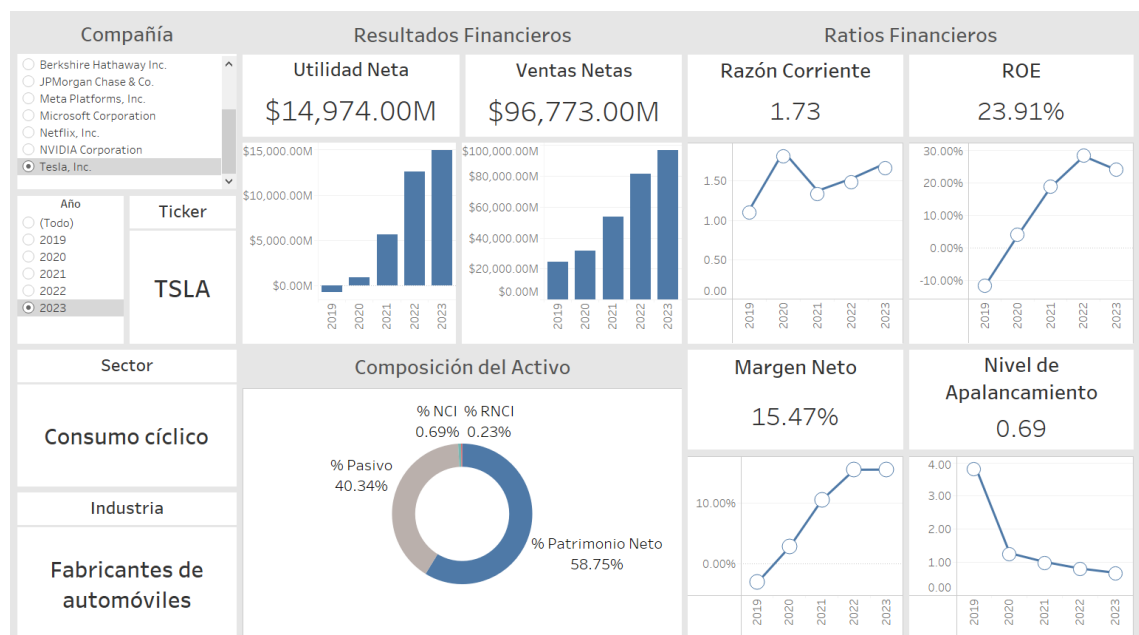 Compañía
Berkshire Hathaway Inc.
JPMorgan Chase & Co.
Meta Platforms, Inc.
Microsoft Corporation
Netflix, Inc.
NVIDIA Corporation
Tesla, Inc.
Año
(Todo)
2019
2020
2021
2022
2023
Ticker
TSLA
Sector
Consumo cíclico
Industria
Fabricantes de
automóviles
Resultados Financieros
Utilidad Neta
$14,974.00M
$15,000.00M
$10,000.00M
$5,000.00M
$0.00M
2019
2020
2021
2022
2023
Ventas Netas
$96,773.00M
$100,000.00M
$80,000.00M
$60,000.00M
$40,000.00M
$20,000.00M
$0.00M
2019
2020
2021
2022
2023
Composición del Activo
% NCI % RNCI
0.69% 0.23%
% Pasivo
40.34%
% Patrimonio Neto
58.75%
Ratios Financieros
Razón Corriente
1.73
1.50
1.00
0.50
0.00
2019
2020
2021
2022
2023
ROE
23.91%
30.00%
20.00%
10.00%
0.00%
-10.00%
2019
2020
2021
2022
2023
Margen Neto
15.47%
10.00%
0.00%
2019
2020
2021
2022
2023
Nivel de
Apalancamiento
0.69
4.00
3.00
2.00
1.00
0.00
2019
2020
2021
2022
2023